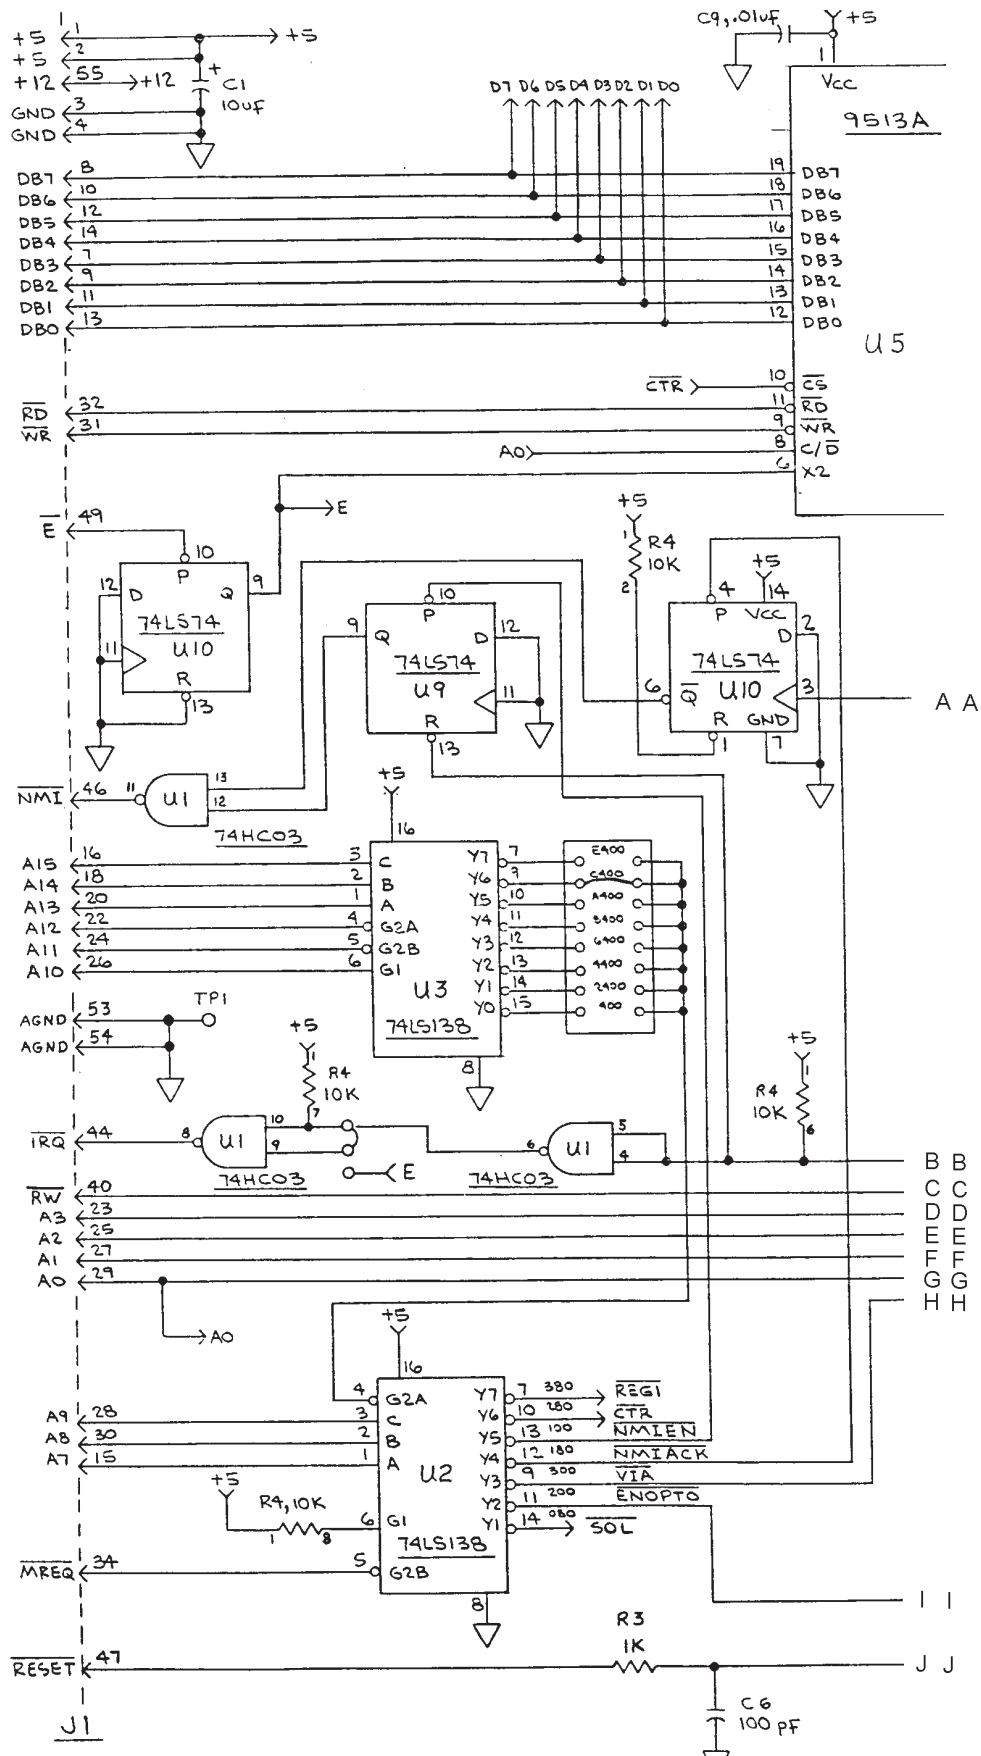 C9, .01uF
+5
+5 1 +5
+5 2
+12 55 +12
+ C1
10uF
GND 3
GND 4
1
Vcc
9513A
D7 D6 D5 D4 D3 D2 D1 D0
DB7 8 19 DB7
DB6 10 18 DB6
DB5 12 17 DB5
DB4 14 16 DB4
DB3 7 15 DB3
DB2 9 14 DB2
DB1 11 13 DB1
DB0 13 12 DB0
U5
CTR 10 CS
RD 32 11 RD
WR 31 9 WR
A0 8 C/D
6 X2
E
E 49
10
P
12 D Q 9
74LS74
U10
11
R
13
10
P
9 Q D 12
74LS74
U9
11
R
13
+5
1
R4
10K
2
+5
4 14
P Vcc
2
D
74LS74
6 Q U10 3
R GND
1 7
A A
NMI 46 11 U1 13
12
74HC03
+5
16
A15 16 3 C Y7 7 E400
A14 18 2 B Y6 9 C400
A13 20 1 A Y5 10 A400
A12 22 4 G2A Y4 11 8400
A11 24 5 G2B Y3 12 6400
A10 26 6 G1 Y2 13 4400
U3 Y1 14 2400
Y0 15 400
74LS138
8
AGND 53 TP1
AGND 54
+5
1
R4
10K
7
+5
1
R4
10K
6
IRQ 44 8 U1 10
9
74HC03
E
6 U1 5
4
74HC03
B B
RW 40 C C
A3 23 D D
A2 25 E E
A1 27 F F
A0 29 G G
H H
A0
+5
16
4 G2A Y7 7 380 REG1
A9 28 3 C Y6 10 280 CTR
A8 30 2 B Y5 13 100 NMIEN
A7 15 1 A Y4 12 180 NMIACK
U2 Y3 9 300 VIA
Y2 11 200 ENOPTO
Y1 14 080 SOL
+5
R4, 10K
1 8 6 G1
74LS138
MREQ 34 5 G2B
8
I I
R3
1K
RESET 47 J J
C6
100 pF
J1